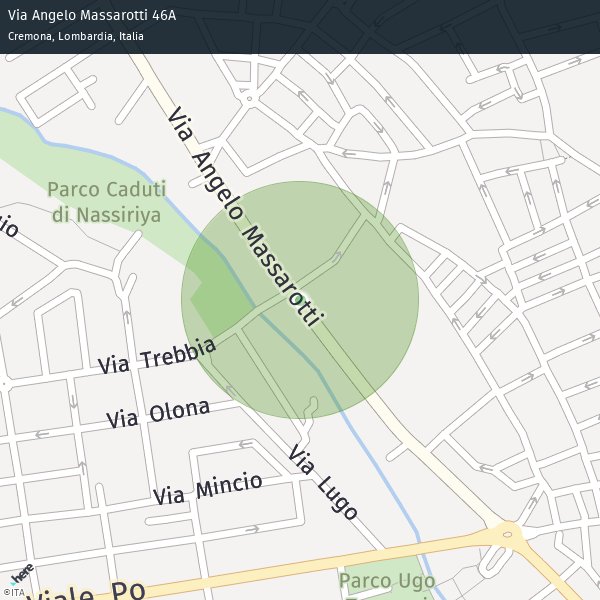 Via Angelo Massarotti 46A
Cremona, Lombardia, Italia
Via Angelo Massarotti
Parco Caduti
di Nassiriya
Via Trebbia
Via Olona
Via Mincio
Via Lugo
Viale Po
Parco Ugo
here
©ITA